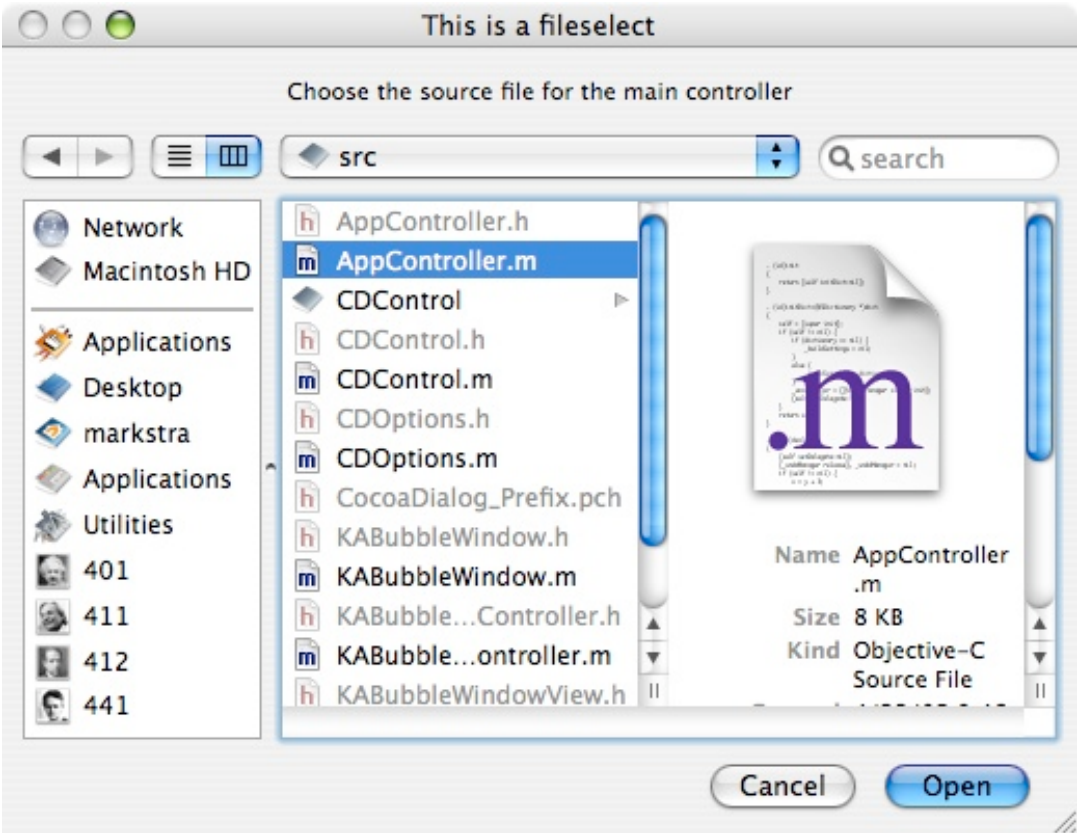 This is a fileselect
Choose the source file for the main controller
src
search
Network
Macintosh HD
Applications
Desktop
markstra
Applications
Utilities
401
411
412
441
AppController.h
AppController.m
CDControl
CDControl.h
CDControl.m
CDOptions.h
CDOptions.m
CocoaDialog_Prefix.pch
KABubbleWindow.h
KABubbleWindow.m
KABubble...Controller.h
KABubble...ontroller.m
KABubbleWindowView.h
.m
Name AppController
.m
Size 8 KB
Kind Objective-C
Source File
Cancel
Open